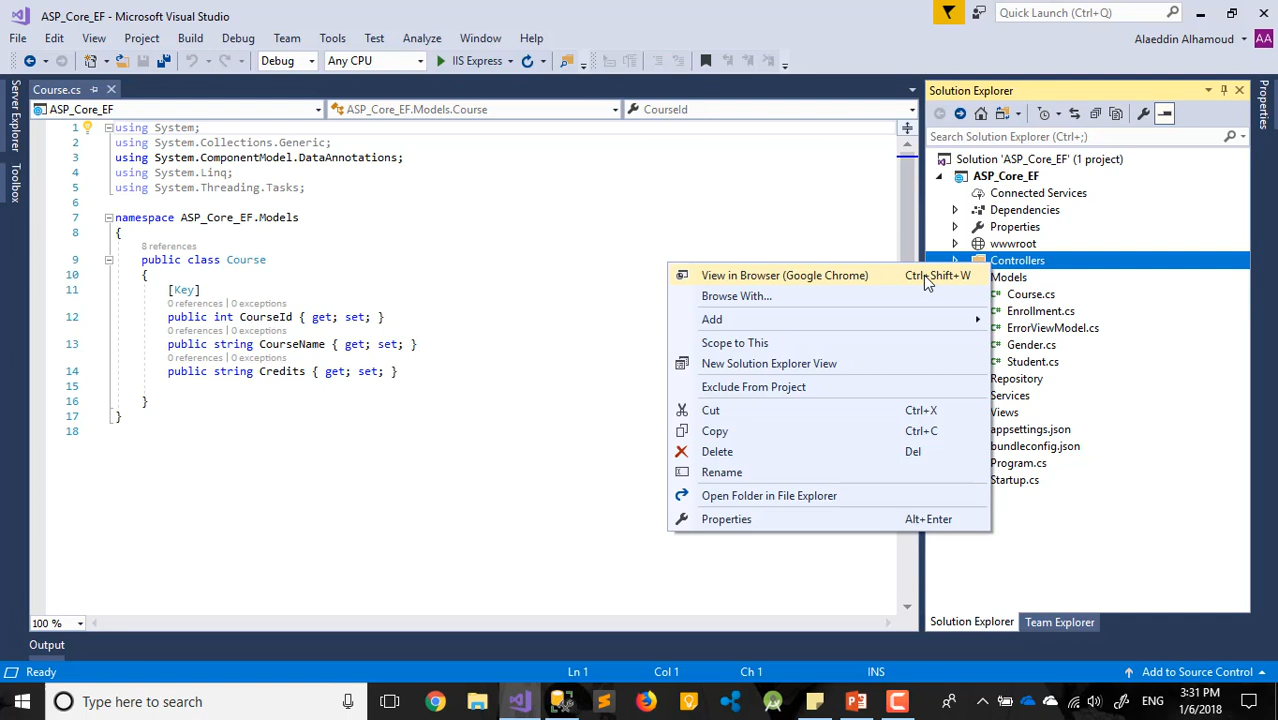 ASP_Core_EF - Microsoft Visual Studio
Quick Launch (Ctrl+Q)
File Edit View Project Build Debug Team Tools Test Analyze Window Help
Alaeddin Alhamoud AA
Debug Any CPU IIS Express
Server Explorer
Toolbox
Course.cs
ASP_Core_EF ASP_Core_EF.Models.Course CourseId
1 using System;
2 using System.Collections.Generic;
3 using System.ComponentModel.DataAnnotations;
4 using System.Linq;
5 using System.Threading.Tasks;
6
7 namespace ASP_Core_EF.Models
8 {
8 references
9 public class Course
10 {
11 [Key]
0 references | 0 exceptions
12 public int CourseId { get; set; }
0 references | 0 exceptions
13 public string CourseName { get; set; }
0 references | 0 exceptions
14 public string Credits { get; set; }
15
16 }
17 }
18
100 %
View in Browser (Google Chrome) Ctrl+Shift+W
Browse With...
Add
Scope to This
New Solution Explorer View
Exclude From Project
Cut Ctrl+X
Copy Ctrl+C
Delete Del
Rename
Open Folder in File Explorer
Properties Alt+Enter
Solution Explorer
Search Solution Explorer (Ctrl+;)
Solution 'ASP_Core_EF' (1 project)
ASP_Core_EF
Connected Services
Dependencies
Properties
wwwroot
Controllers
Models
Course.cs
Enrollment.cs
ErrorViewModel.cs
Gender.cs
Student.cs
Repository
Services
Views
appsettings.json
bundleconfig.json
Program.cs
Startup.cs
Solution Explorer Team Explorer
Properties
Output
Ready Ln 1 Col 1 Ch 1 INS Add to Source Control
Type here to search
ENG
3:31 PM
1/6/2018